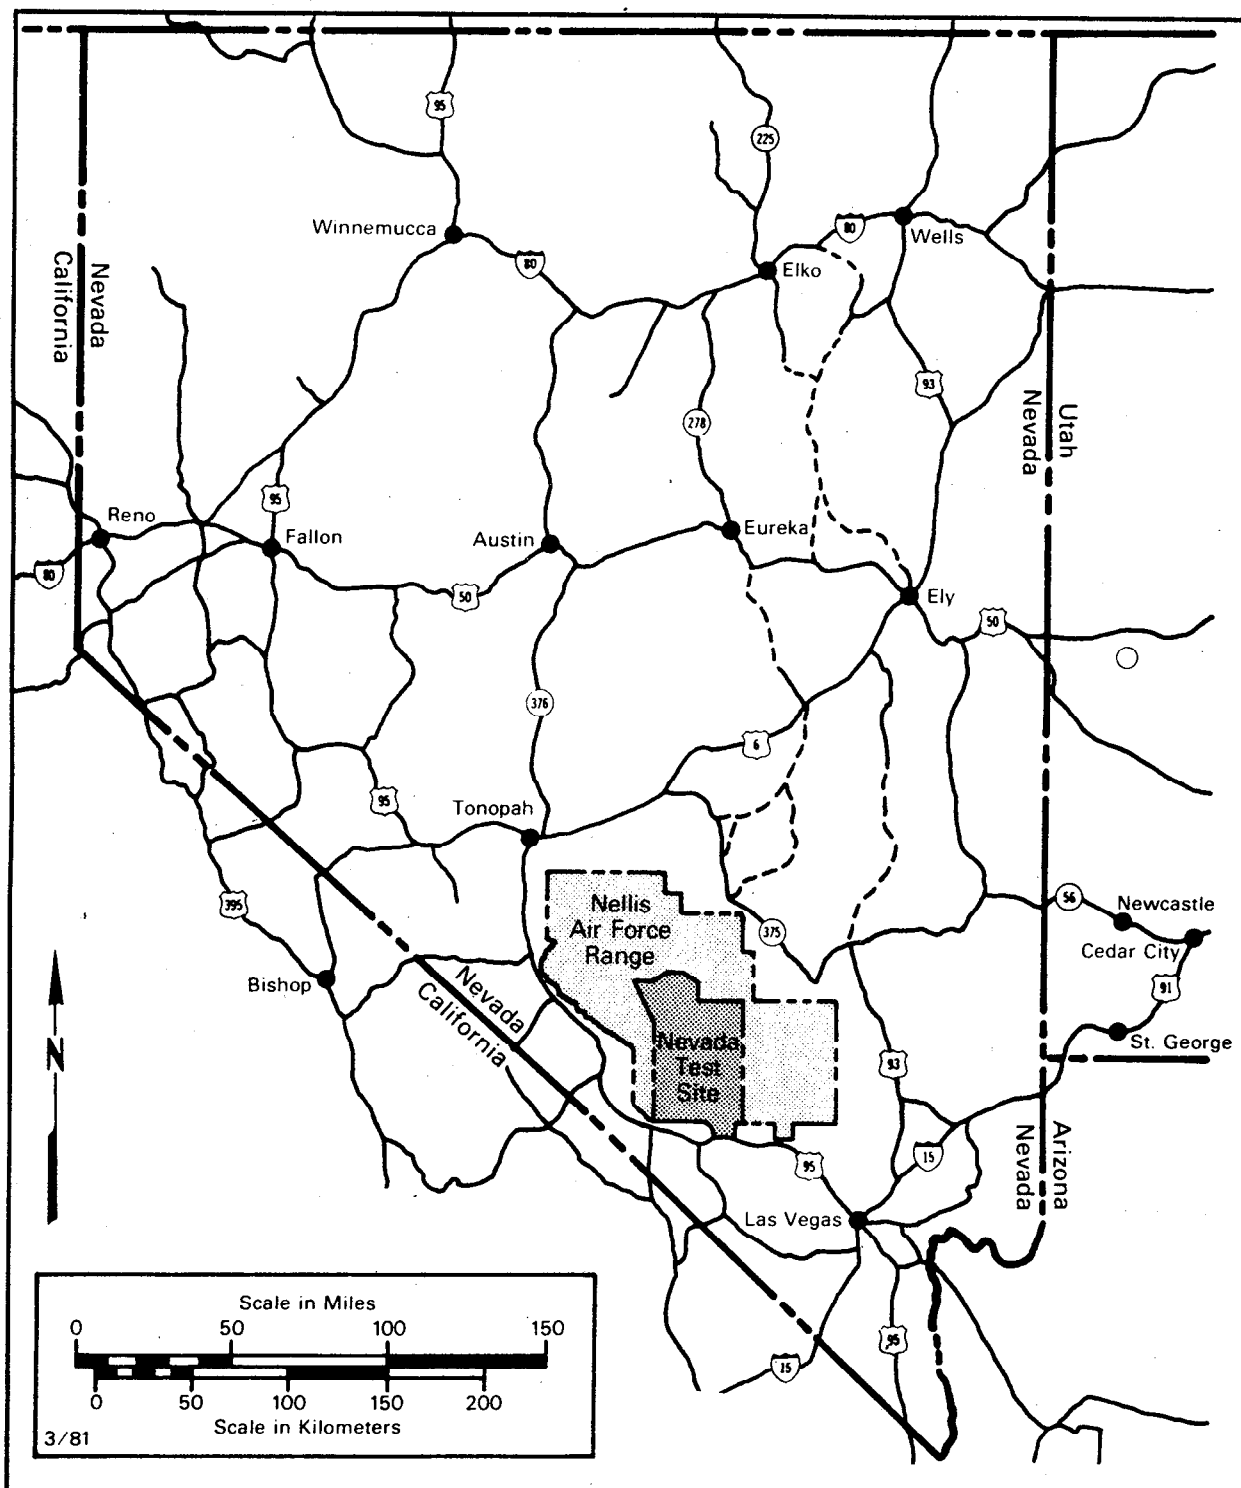 95
225
Winnemucca
80
80
Wells
Elko
Nevada
California
93
Utah
Nevada
278
95
Reno
Fallon
Austin
Eureka
80
50
Ely
50
376
6
95
Tonopah
395
Nellis
Air Force
Range
375
56
Newcastle
Cedar City
91
Bishop
Nevada
California
N
Nevada
Test
Site
St. George
93
Arizona
Nevada
95
15
Las Vegas
95
15
Scale in Miles
0 50 100 150
0 50 100 150 200
Scale in Kilometers
3/81